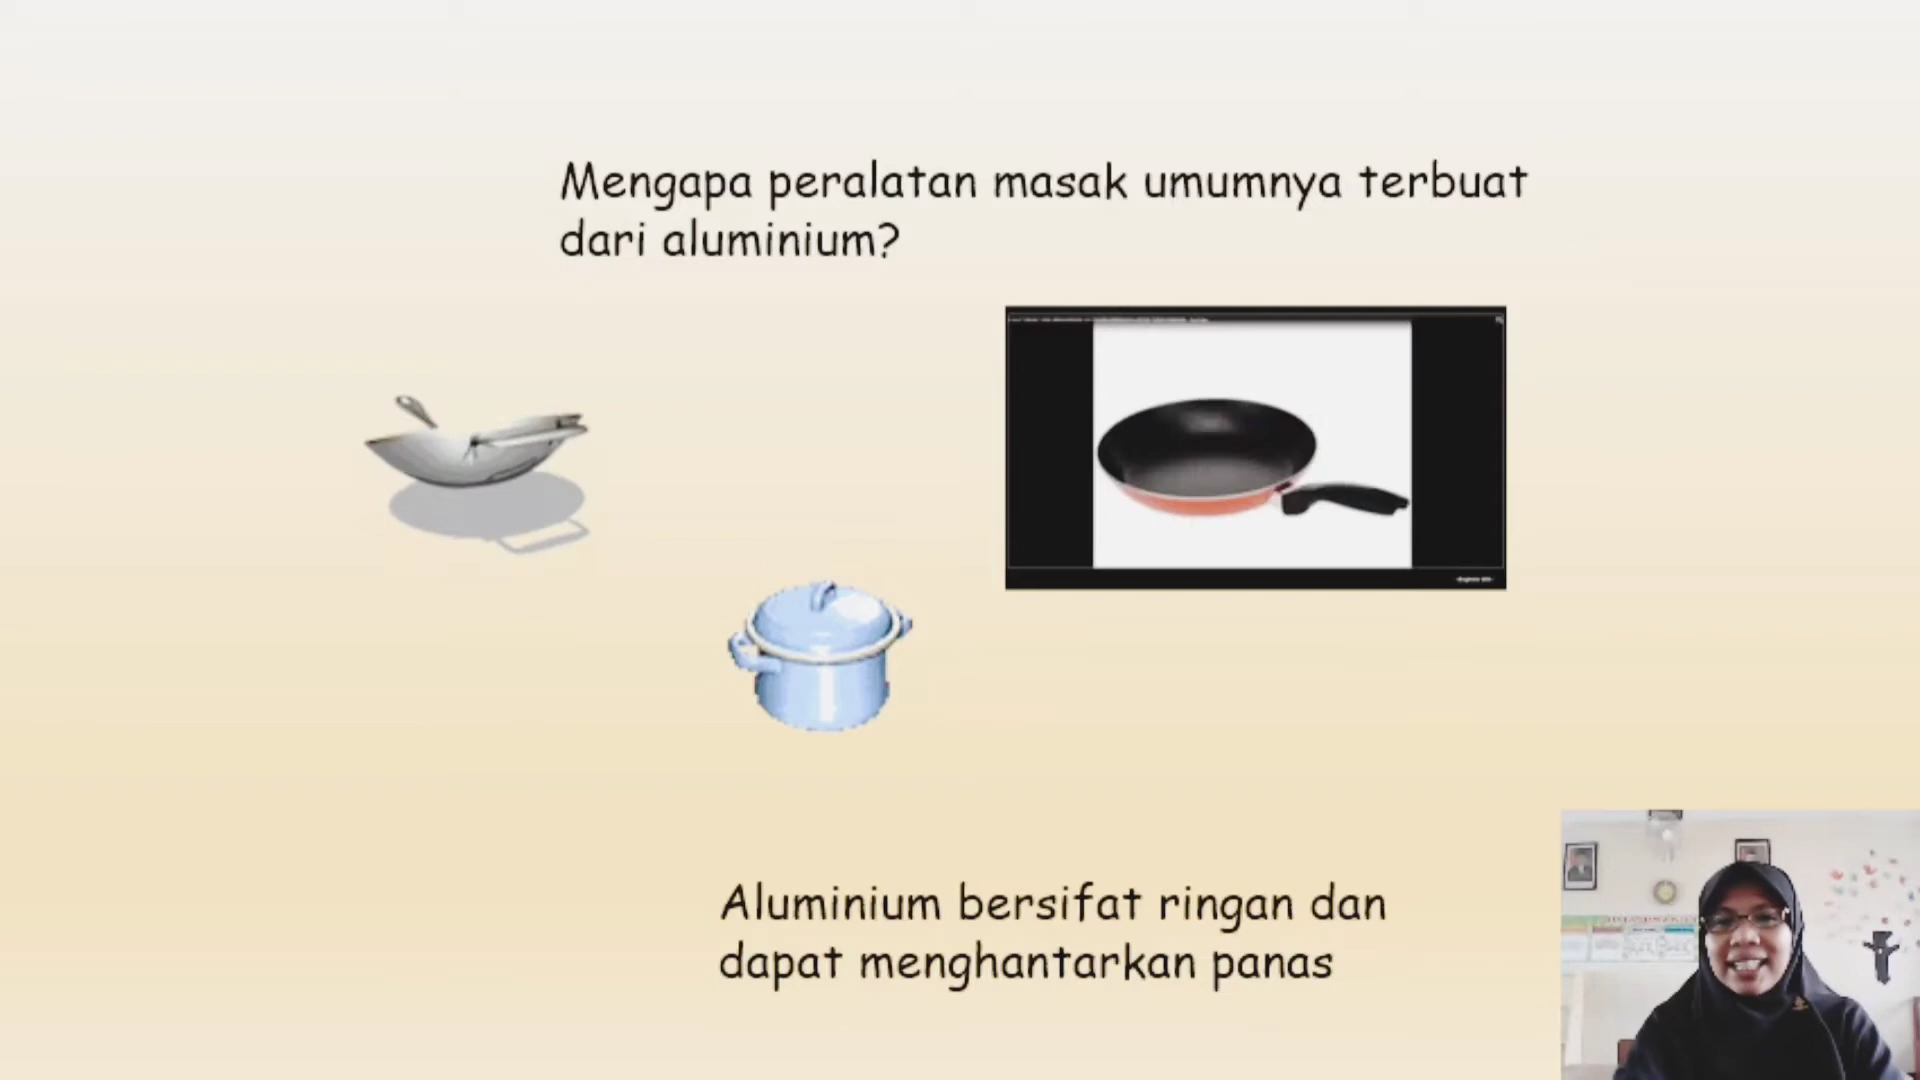 Mengapa peralatan masak umumnya terbuat
dari aluminium?
Aluminium bersifat ringan dan
dapat menghantarkan panas